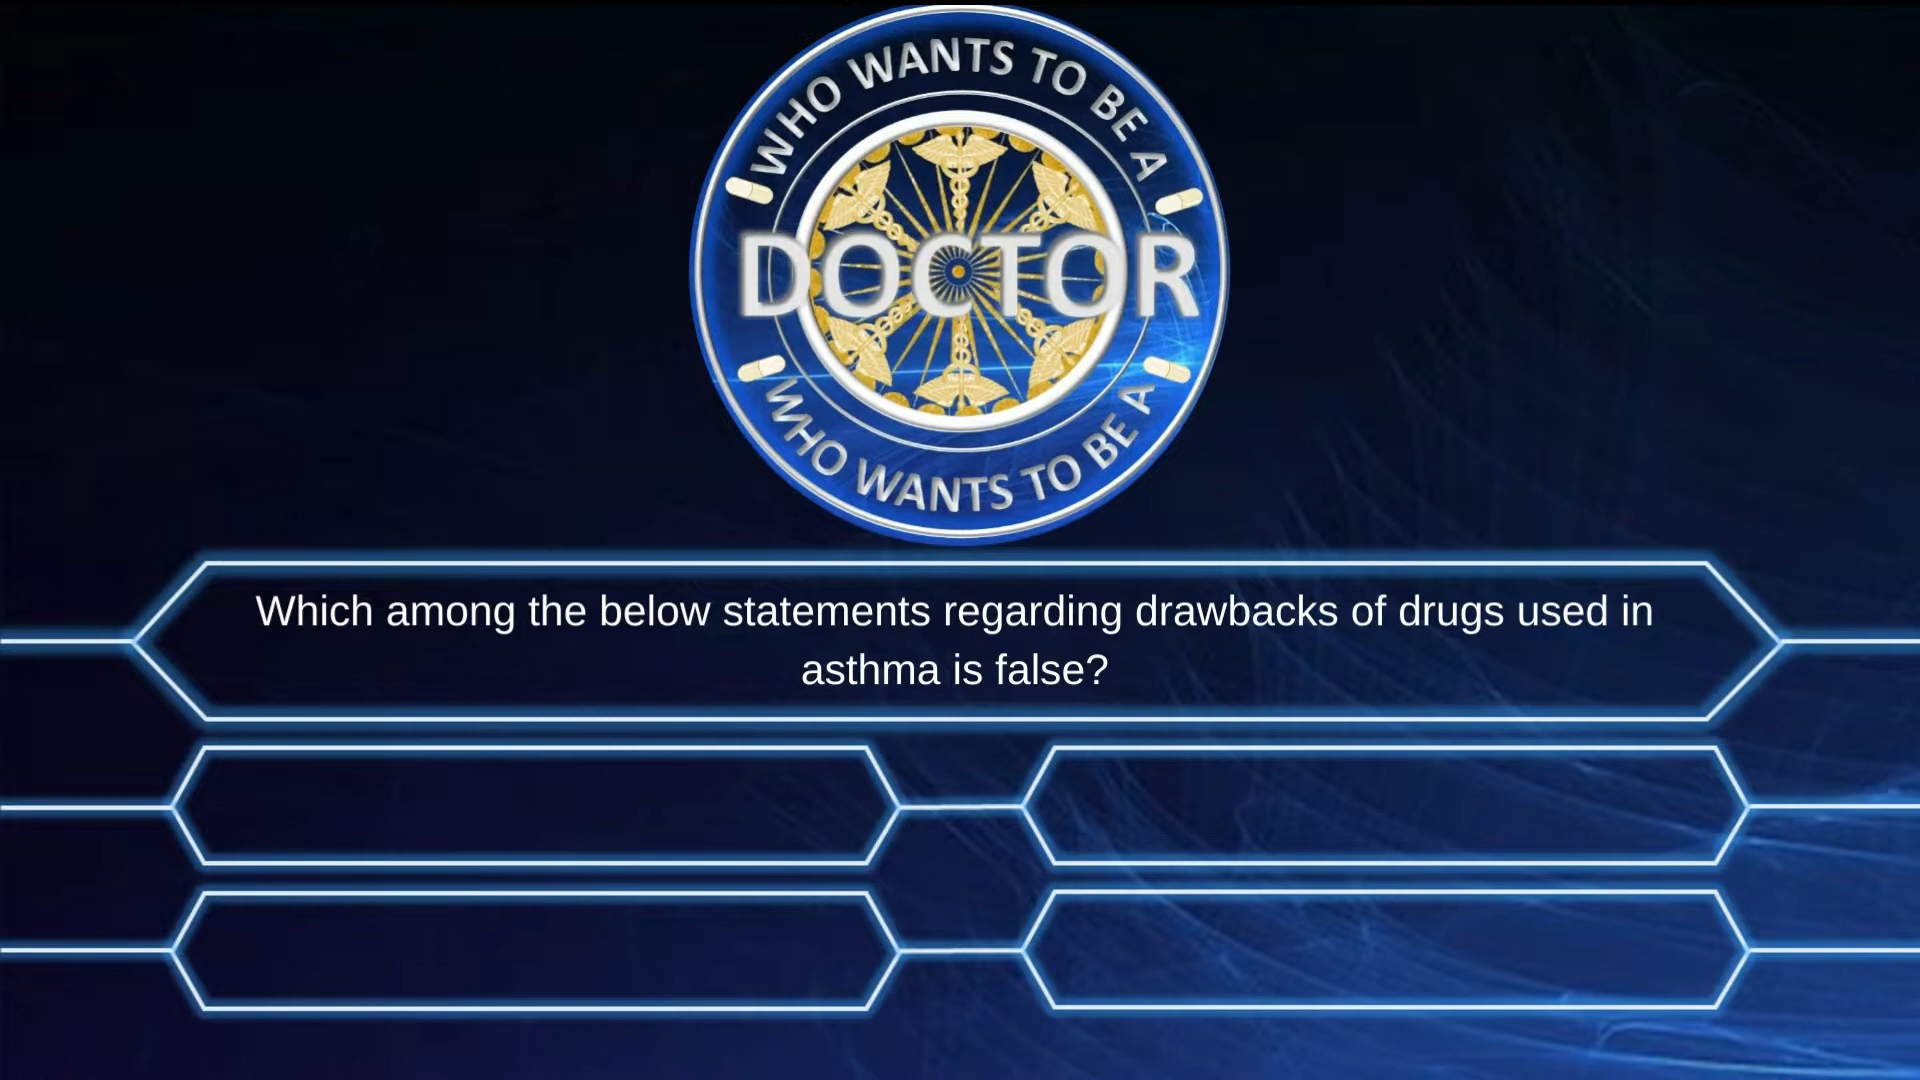 WHO WANTS TO BE A
DOCTOR
WHO WANTS TO BE A
Which among the below statements regarding drawbacks of drugs used in
asthma is false?